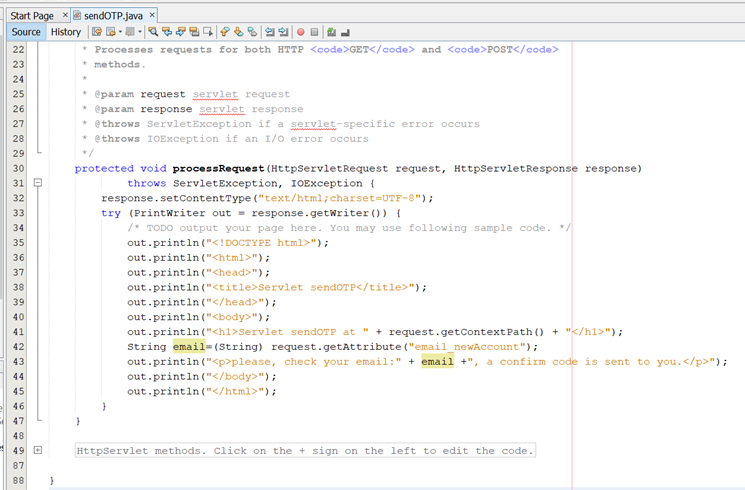 Start Page × sendOTP.java ×
Source History
22 * Processes requests for both HTTP <code>GET</code> and <code>POST</code>
23 * methods.
24 *
25 * @param request servlet request
26 * @param response servlet response
27 * @throws ServletException if a servlet-specific error occurs
28 * @throws IOException if an I/O error occurs
29 */
30 protected void processRequest(HttpServletRequest request, HttpServletResponse response)
31 throws ServletException, IOException {
32 response.setContentType("text/html;charset=UTF-8");
33 try (PrintWriter out = response.getWriter()) {
34 /* TODO output your page here. You may use following sample code. */
35 out.println("<!DOCTYPE html>");
36 out.println("<html>");
37 out.println("<head>");
38 out.println("<title>Servlet sendOTP</title>");
39 out.println("</head>");
40 out.println("<body>");
41 out.println("<h1>Servlet sendOTP at " + request.getContextPath() + "</h1>");
42 String email=(String) request.getAttribute("email_newAccount");
43 out.println("<p>please, check your email:" + email +", a confirm code is sent to you.</p>");
44 out.println("</body>");
45 out.println("</html>");
46 }
47 }
48
49 HttpServlet methods. Click on the + sign on the left to edit the code.
87
88 }